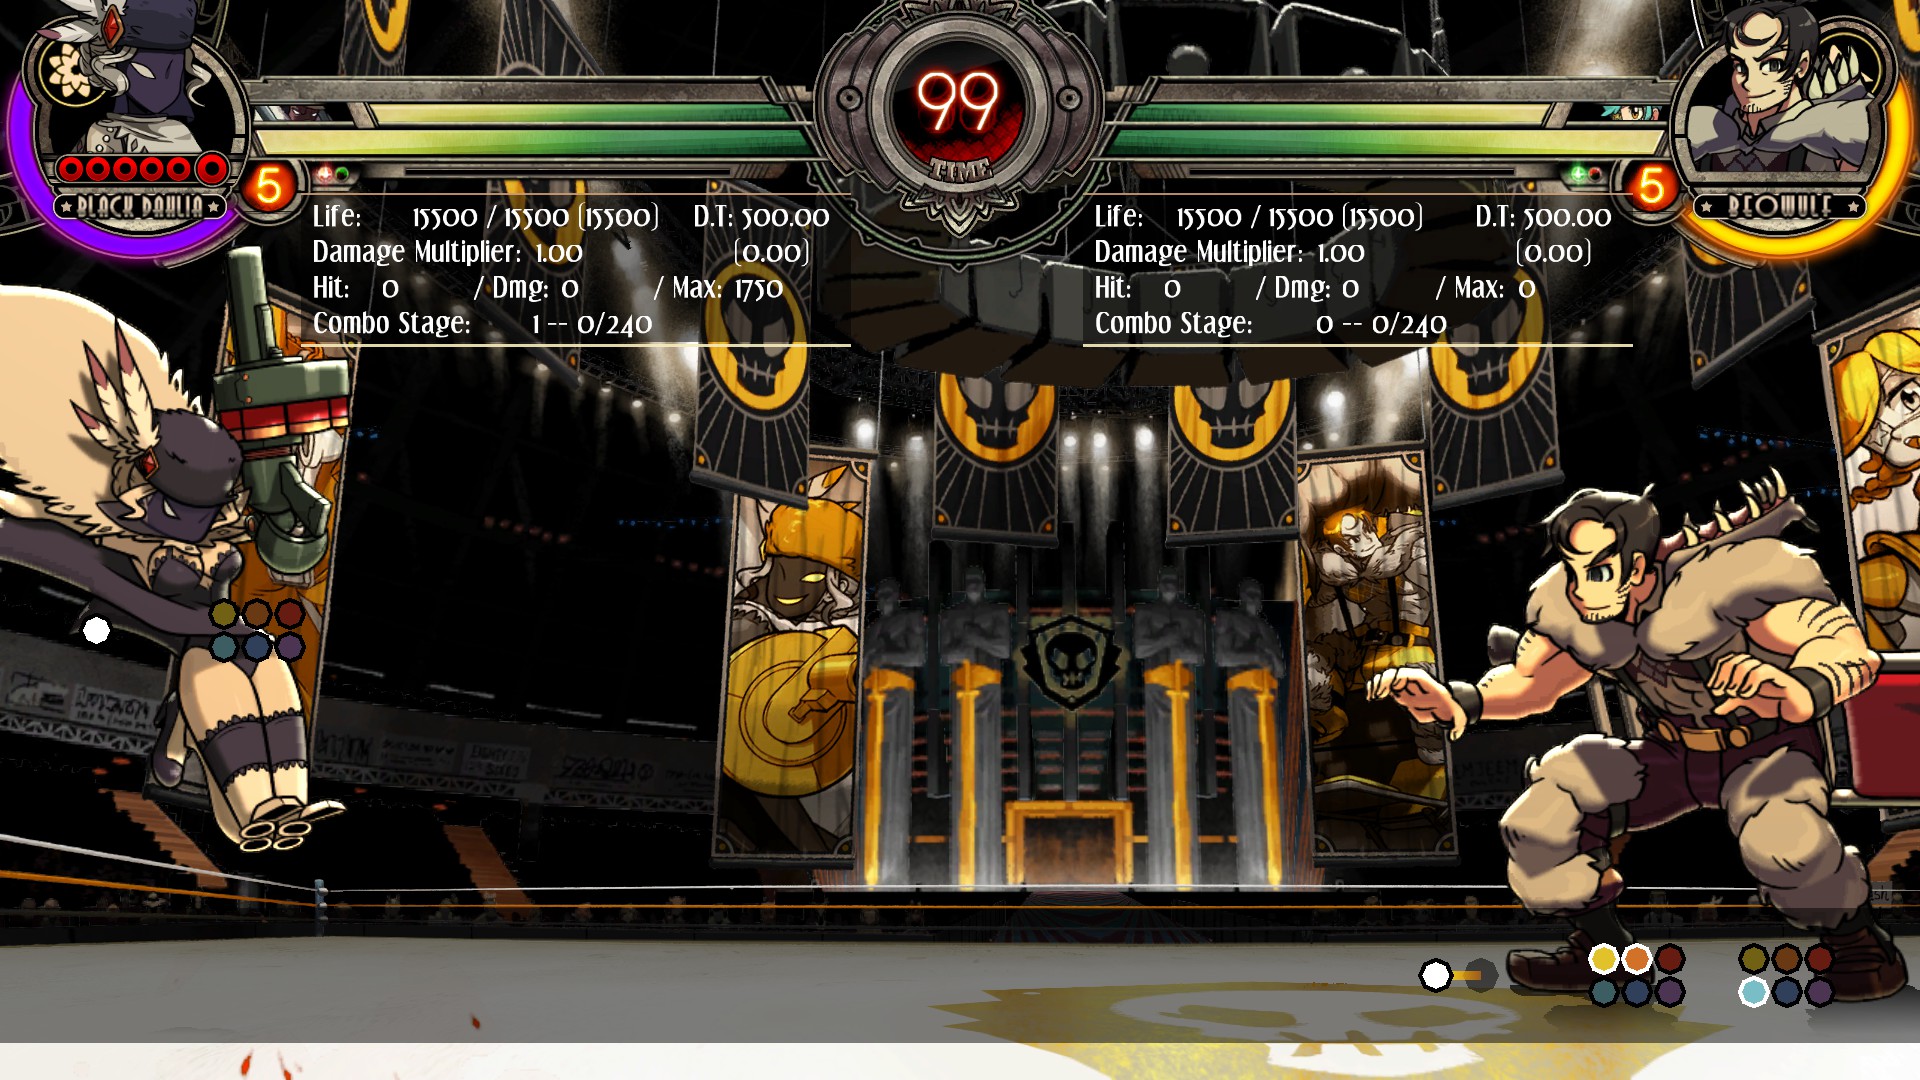 99
TIME
BLACK DAHLIA
5
5
BEOWULF
Life: 15500 / 15500 (15500) D.T: 500.00
Damage Multiplier: 1.00 (0.00)
Hit: 0 / Dmg: 0 / Max: 1750
Combo Stage: 1 -- 0/240
Life: 15500 / 15500 (15500) D.T: 500.00
Damage Multiplier: 1.00 (0.00)
Hit: 0 / Dmg: 0 / Max: 0
Combo Stage: 0 -- 0/240